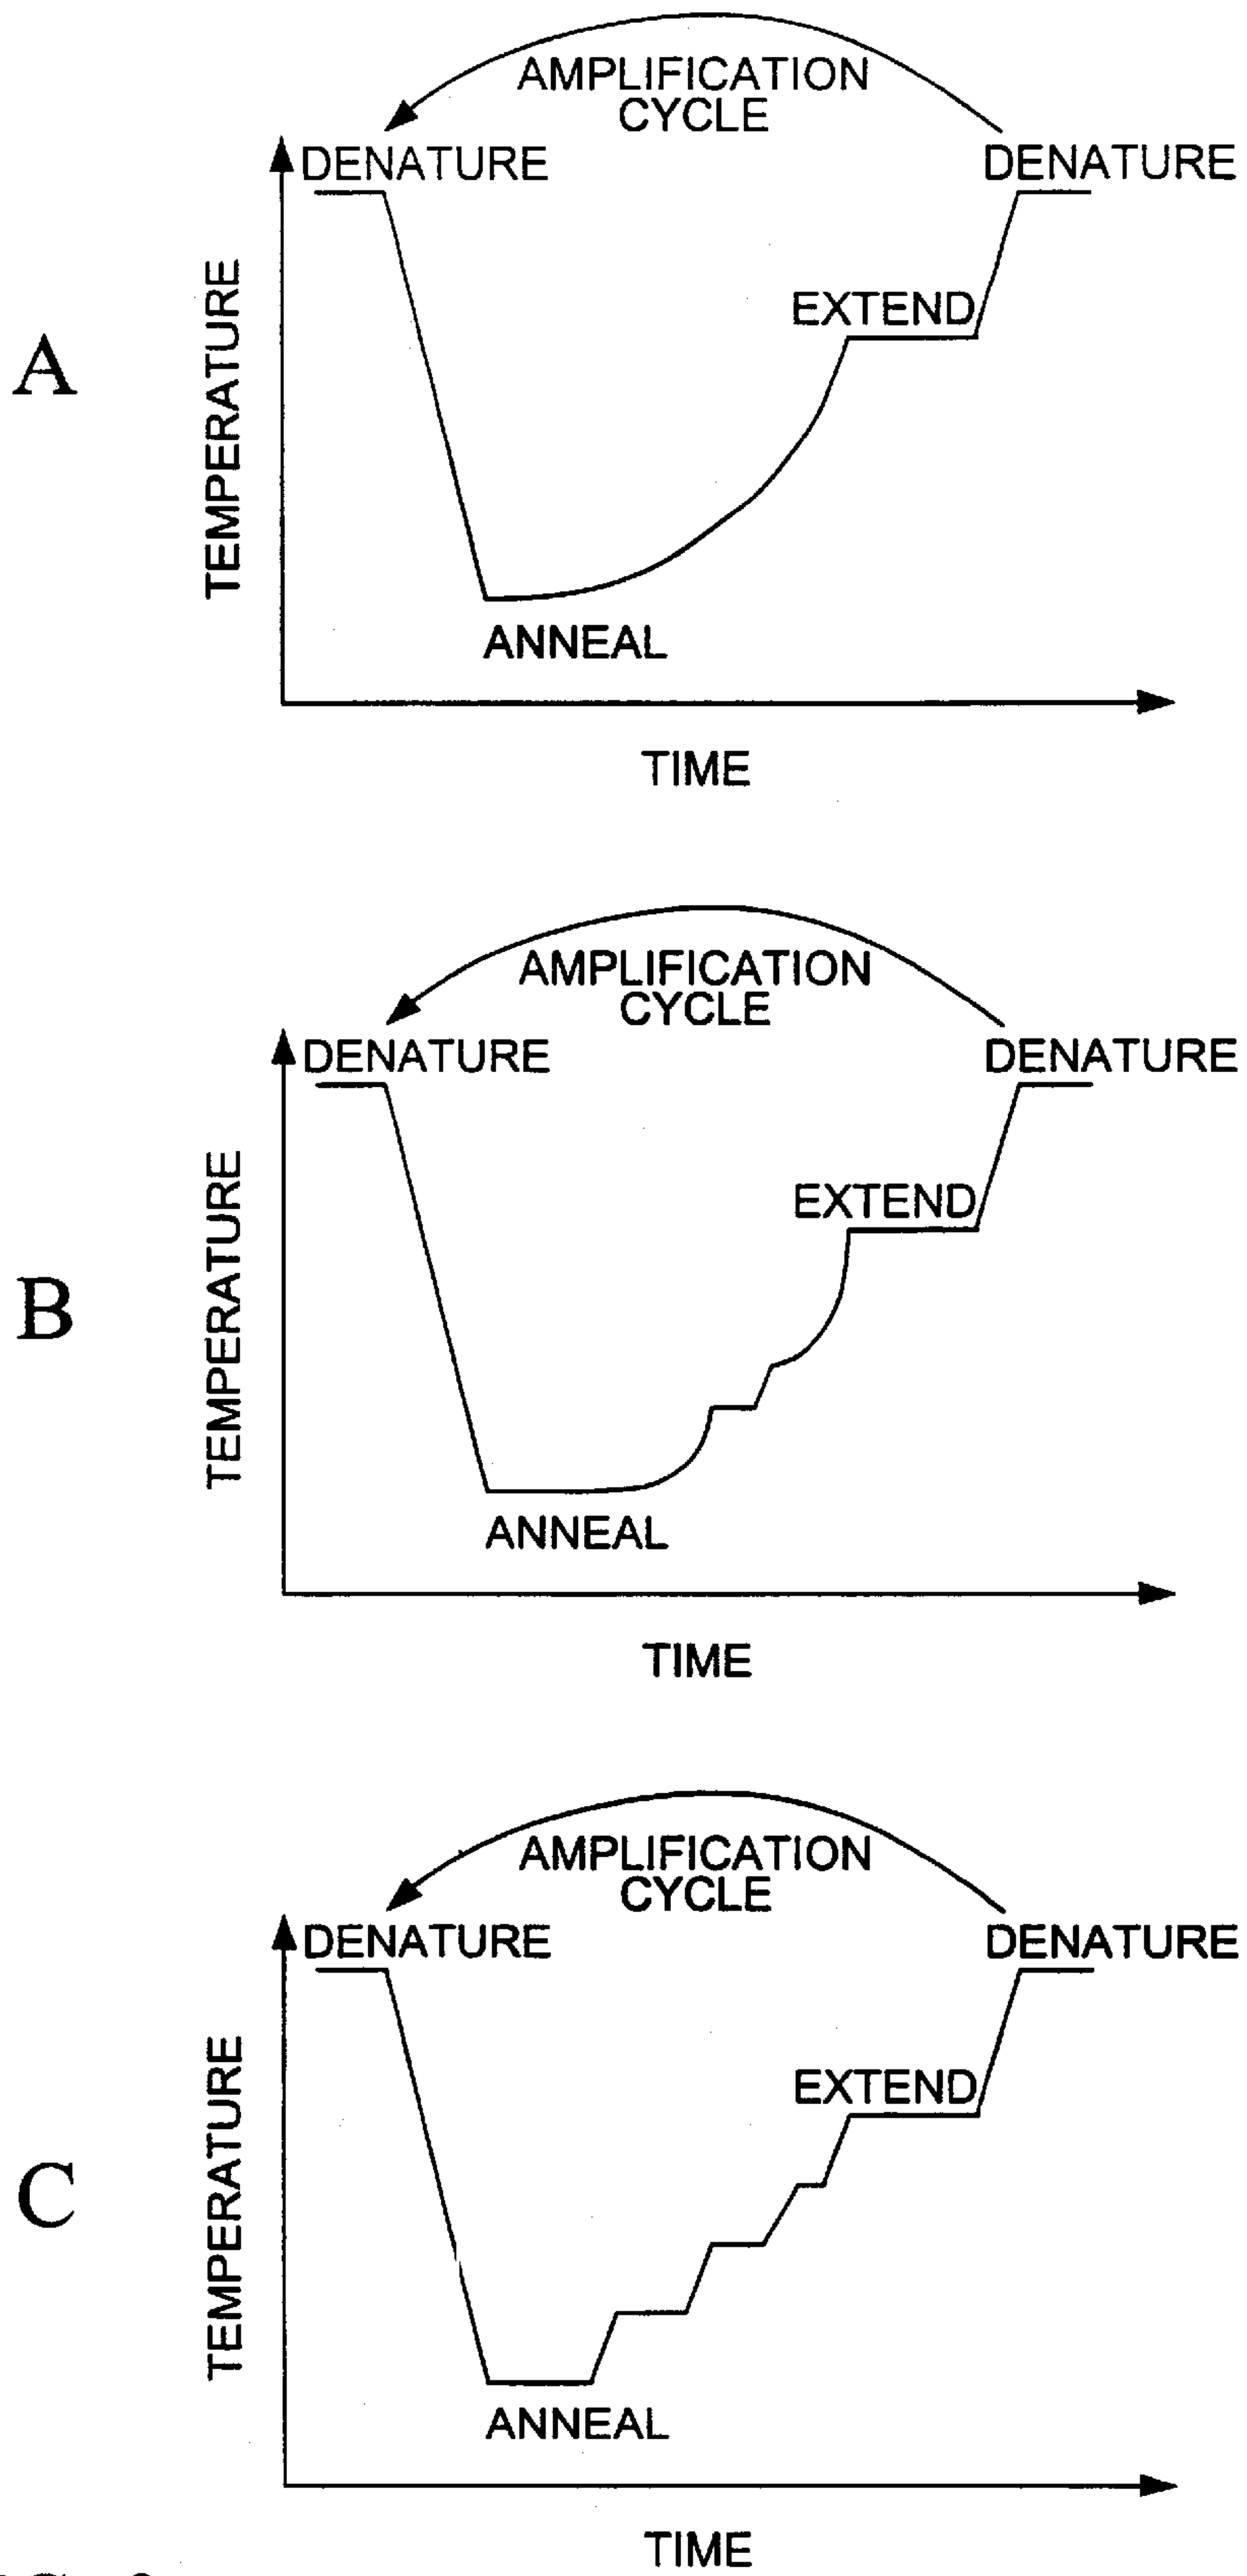 AMPLIFICATION
CYCLE
DENATURE
DENATURE
EXTEND
TEMPERATURE
A
ANNEAL
TIME
AMPLIFICATION
CYCLE
DENATURE
DENATURE
EXTEND
TEMPERATURE
B
ANNEAL
TIME
AMPLIFICATION
CYCLE
DENATURE
DENATURE
EXTEND
TEMPERATURE
C
ANNEAL
TIME